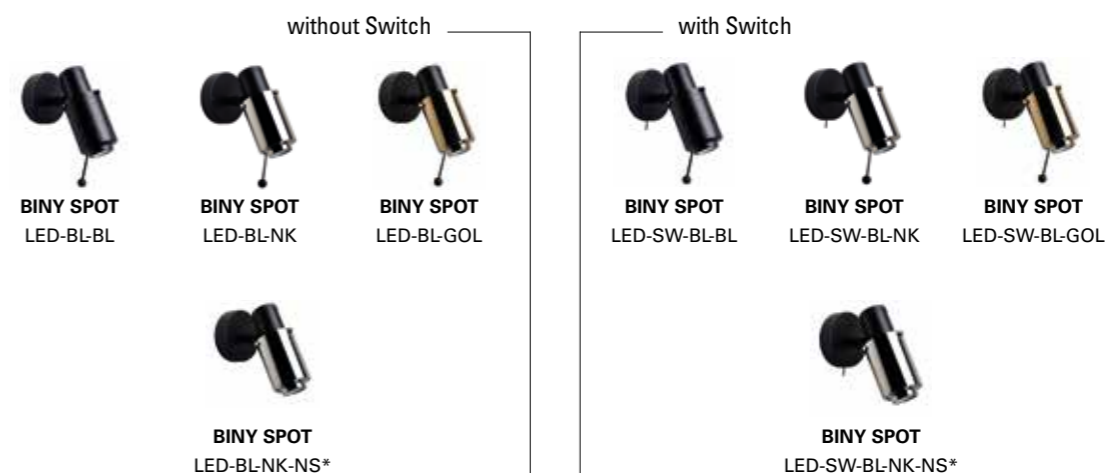 without Switch
BINY SPOT
LED-BL-BL
BINY SPOT
LED-BL-NK
BINY SPOT
LED-BL-GOL
BINY SPOT
LED-BL-NK-NS*
with Switch
BINY SPOT
LED-SW-BL-BL
BINY SPOT
LED-SW-BL-NK
BINY SPOT
LED-SW-BL-GOL
BINY SPOT
LED-SW-BL-NK-NS*